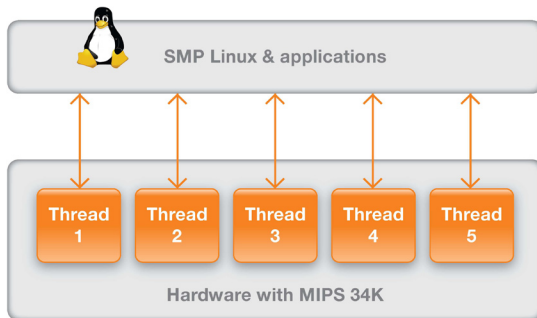 SMP Linux & applications
Thread
1
Thread
2
Thread
3
Thread
4
Thread
5
Hardware with MIPS 34K